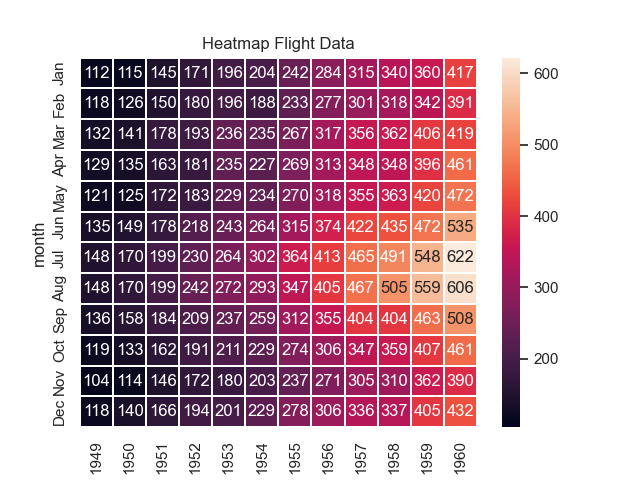 Heatmap Flight Data
month
Jan 112 115 145 171 196 204 242 284 315 340 360 417
Feb 118 126 150 180 196 188 233 277 301 318 342 391
Mar 132 141 178 193 236 235 267 317 356 362 406 419
Apr 129 135 163 181 235 227 269 313 348 348 396 461
May 121 125 172 183 229 234 270 318 355 363 420 472
Jun 135 149 178 218 243 264 315 374 422 435 472 535
Jul 148 170 199 230 264 302 364 413 465 491 548 622
Aug 148 170 199 242 272 293 347 405 467 505 559 606
Sep 136 158 184 209 237 259 312 355 404 404 463 508
Oct 119 133 162 191 211 229 274 306 347 359 407 461
Nov 104 114 146 172 180 203 237 271 305 310 362 390
Dec 118 140 166 194 201 229 278 306 336 337 405 432
1949 1950 1951 1952 1953 1954 1955 1956 1957 1958 1959 1960
600
500
400
300
200